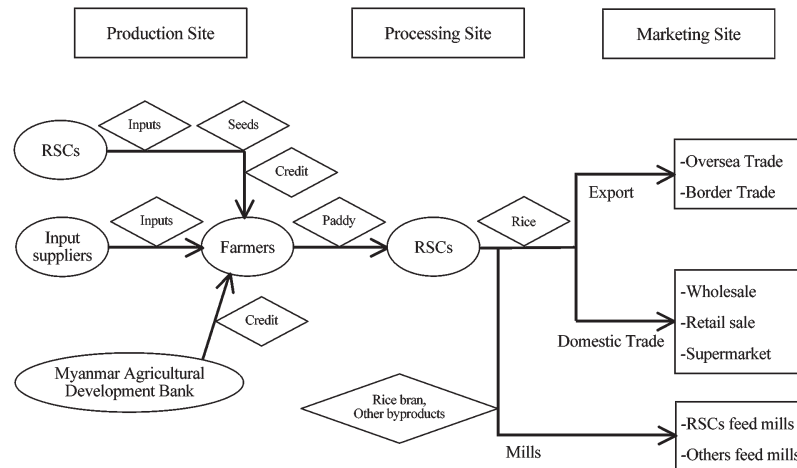 Production Site
Processing Site
Marketing Site
Inputs
Seeds
RSCs
Credit
-Oversea Trade
-Border Trade
Export
Inputs
Paddy
Rice
Input
suppliers
Farmers
RSCs
Credit
-Wholesale
-Retail sale
-Supermarket
Domestic Trade
Myanmar Agricultural
Development Bank
Rice bran,
Other byproducts
Mills
-RSCs feed mills
-Others feed mills